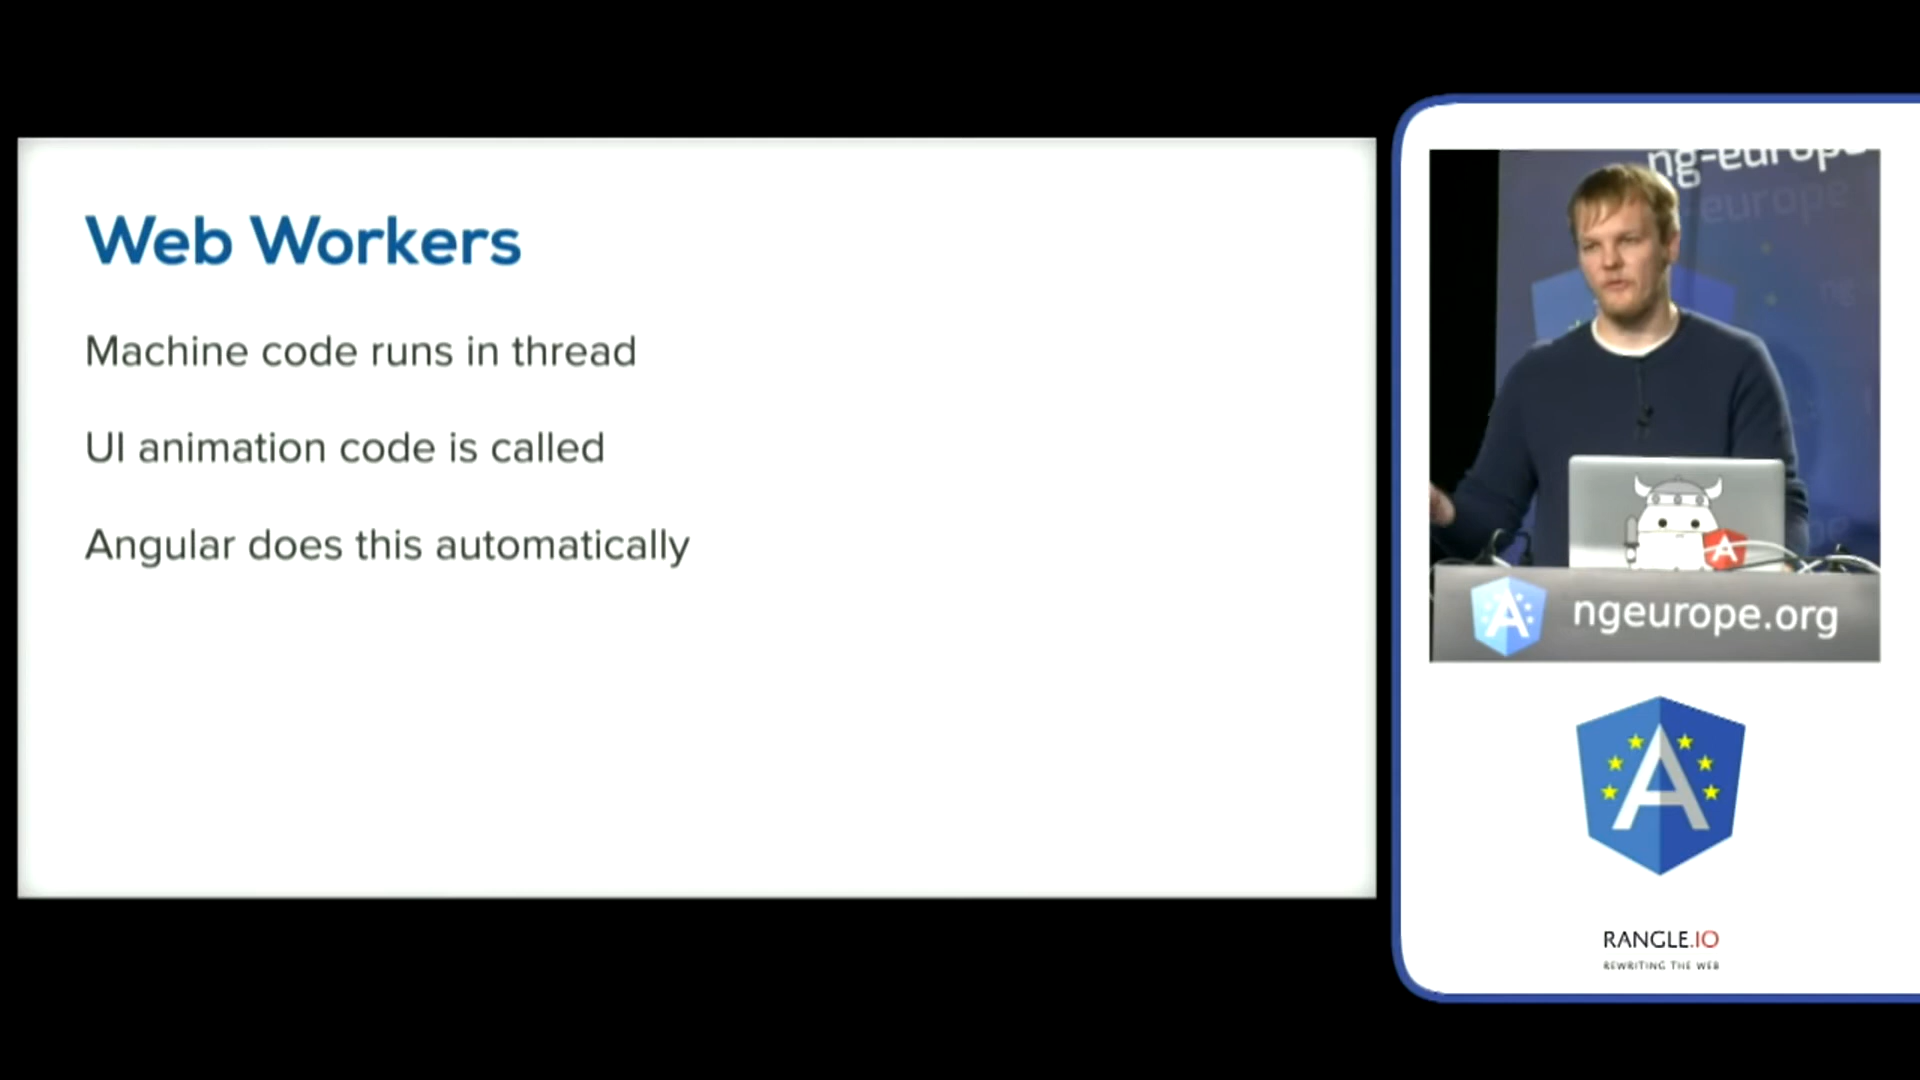 Web Workers
Machine code runs in thread
UI animation code is called
Angular does this automatically
ng-europe
europe
ngeurope.org
RANGLE.IO
REWRITING THE WEB